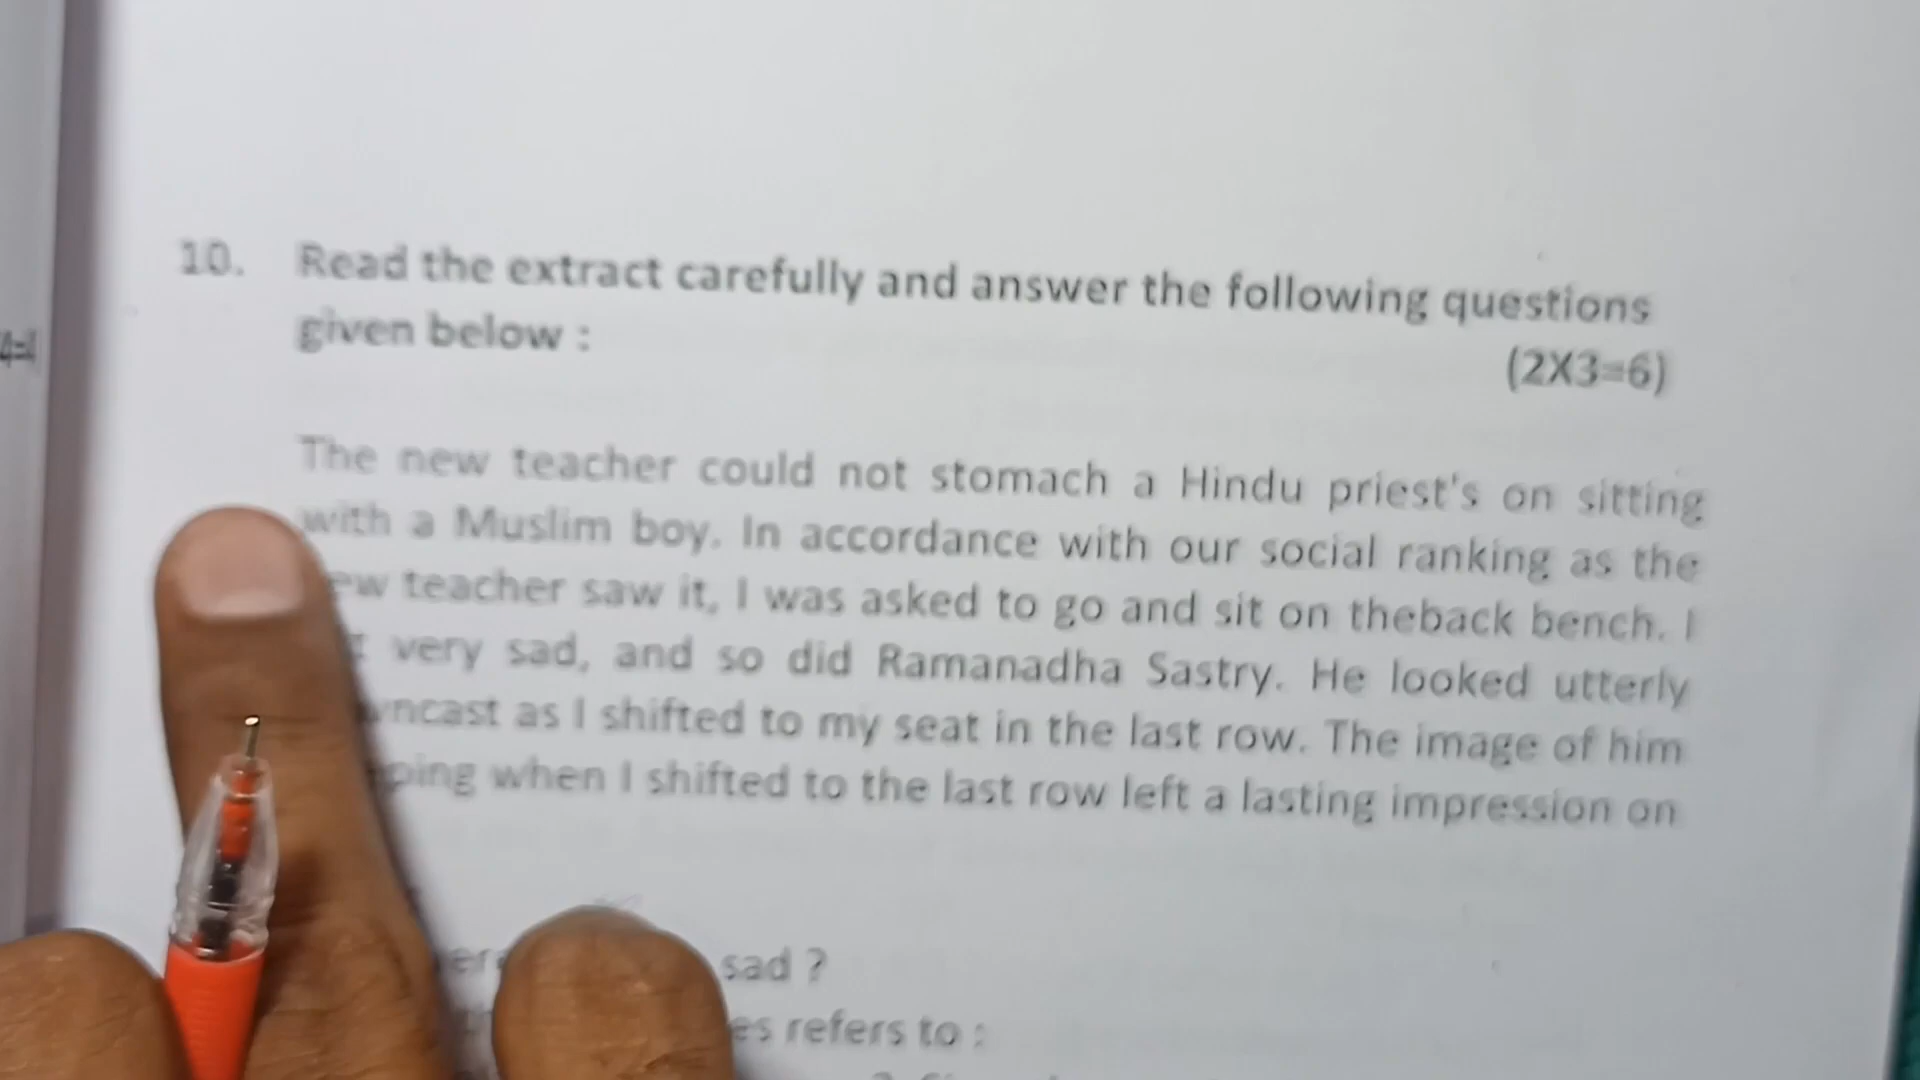 10. Read the extract carefully and answer the following questions
given below :
(2X3=6)
The new teacher could not stomach a Hindu priest's on sitting
with a Muslim boy. In accordance with our social ranking as the
teacher saw it, I was asked to go and sit on theback bench. I
very sad, and so did Ramanadha Sastry. He looked utterly
as I shifted to my seat in the last row. The image of him
when I shifted to the last row left a lasting impression on
sad ?
refers to :